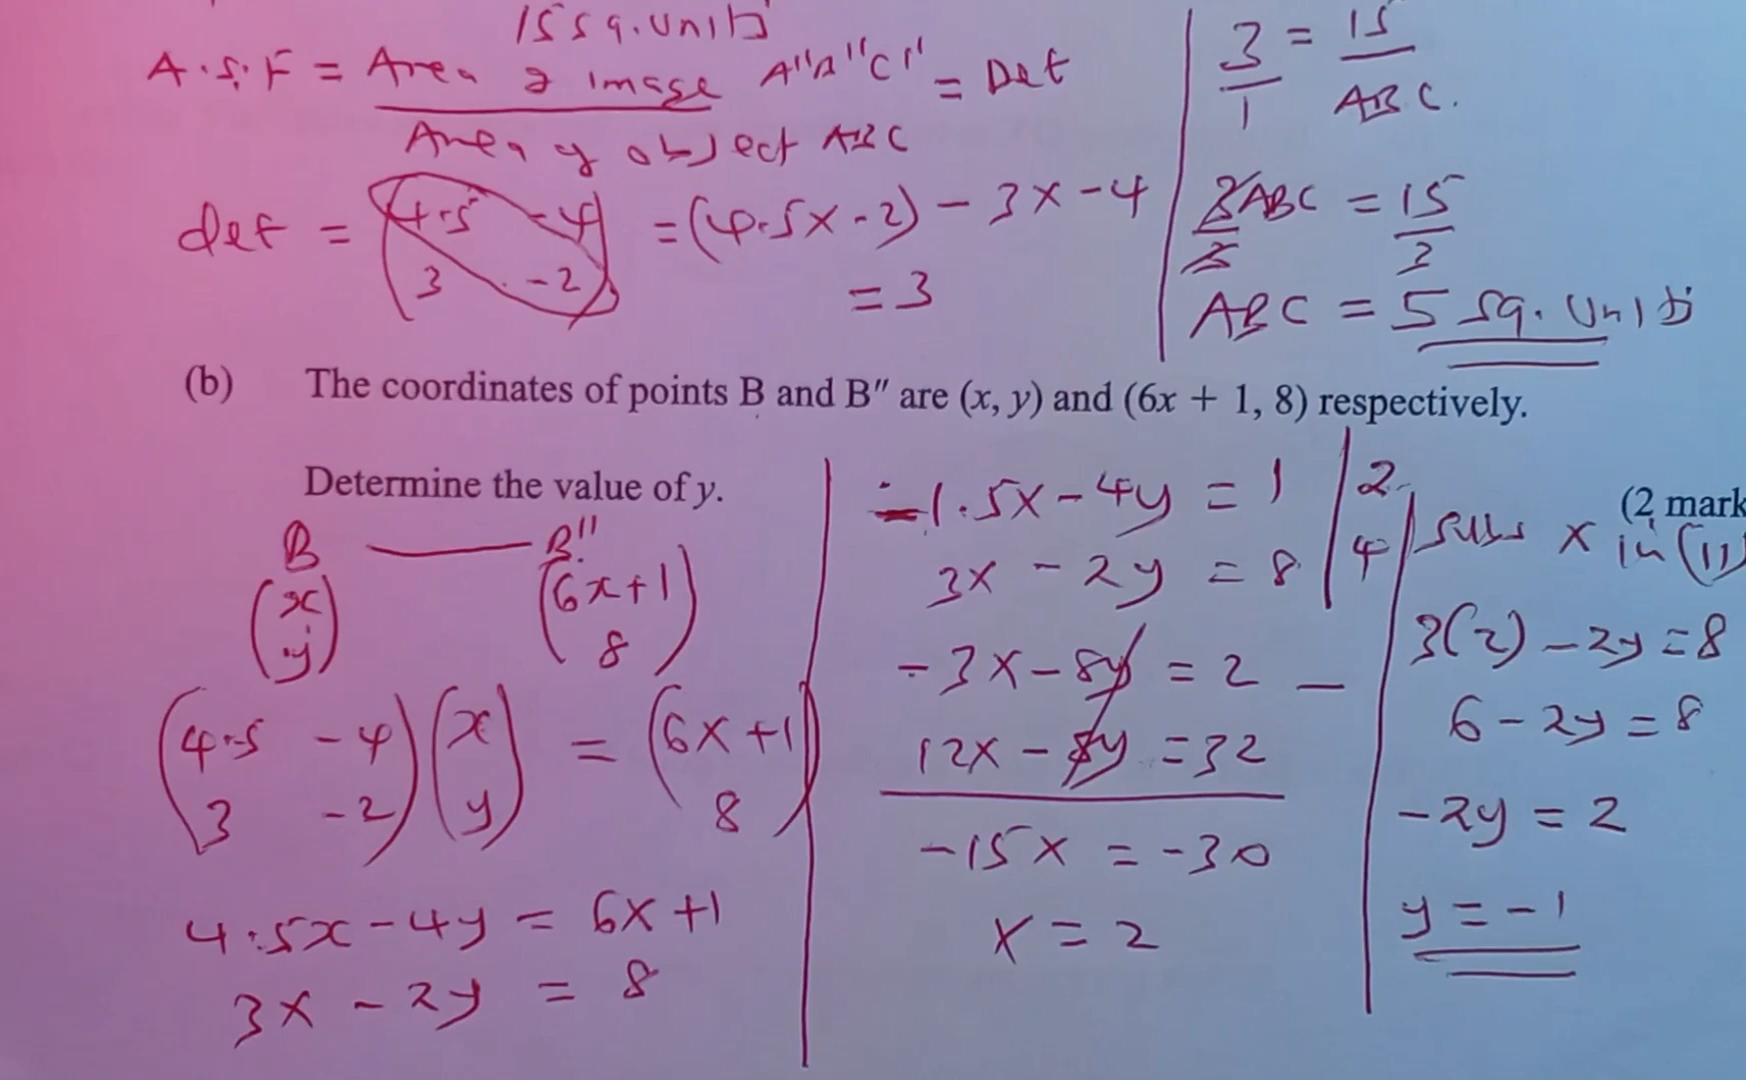 15 sq. units
A.S.F = Area of image A"B"C" = Det
Area of object ABC
det = (4.5 -4
3 -2) = (4.5x-2) - 3x-4
= 3
3/1 = 15/ABC.
3ABC/3 = 15/3
ABC = 5 sq. units
(b) The coordinates of points B and B" are (x, y) and (6x + 1, 8) respectively.
Determine the value of y.
(2 mark
B — B"
(x
y) (6x+1
8)
(4.5 -4
3 -2) (x
y) = (6x+1
8)
4.5x-4y = 6x+1
3x - 2y = 8
-1.5x-4y = 1 | 2
3x - 2y = 8 | 4
-3x-8y = 2 -
12x-8y = 32
-15x = -30
x = 2
subs x in (ii)
3(2)-2y=8
6-2y=8
-2y = 2
y = -1